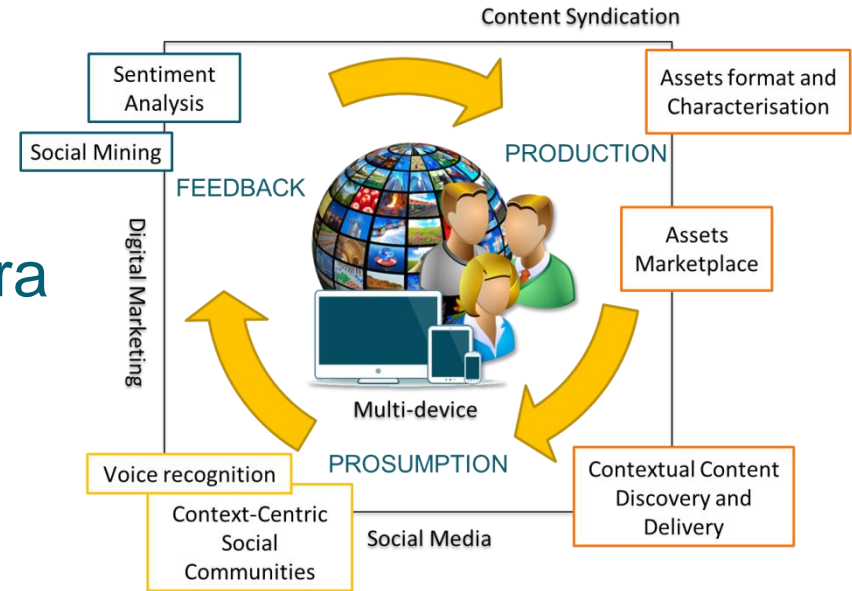 Content Syndication
Sentiment
Analysis
Assets format and
Characterisation
Social Mining
PRODUCTION
FEEDBACK
Digital Marketing
ra
Assets
Marketplace
Multi-device
PROSUMPTION
Voice recognition
Contextual Content
Discovery and
Delivery
Context-Centric
Social
Communities
Social Media